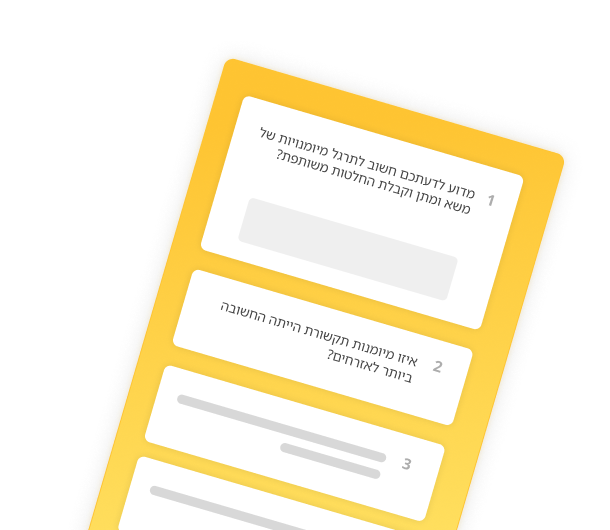 1 מדוע לדעתכם חשוב לתרגל מיומנויות של
משא ומתן וקבלת החלטות משותפת?
2 איזו מיומנות תקשורת הייתה החשובה
ביותר לאזרחים?
3